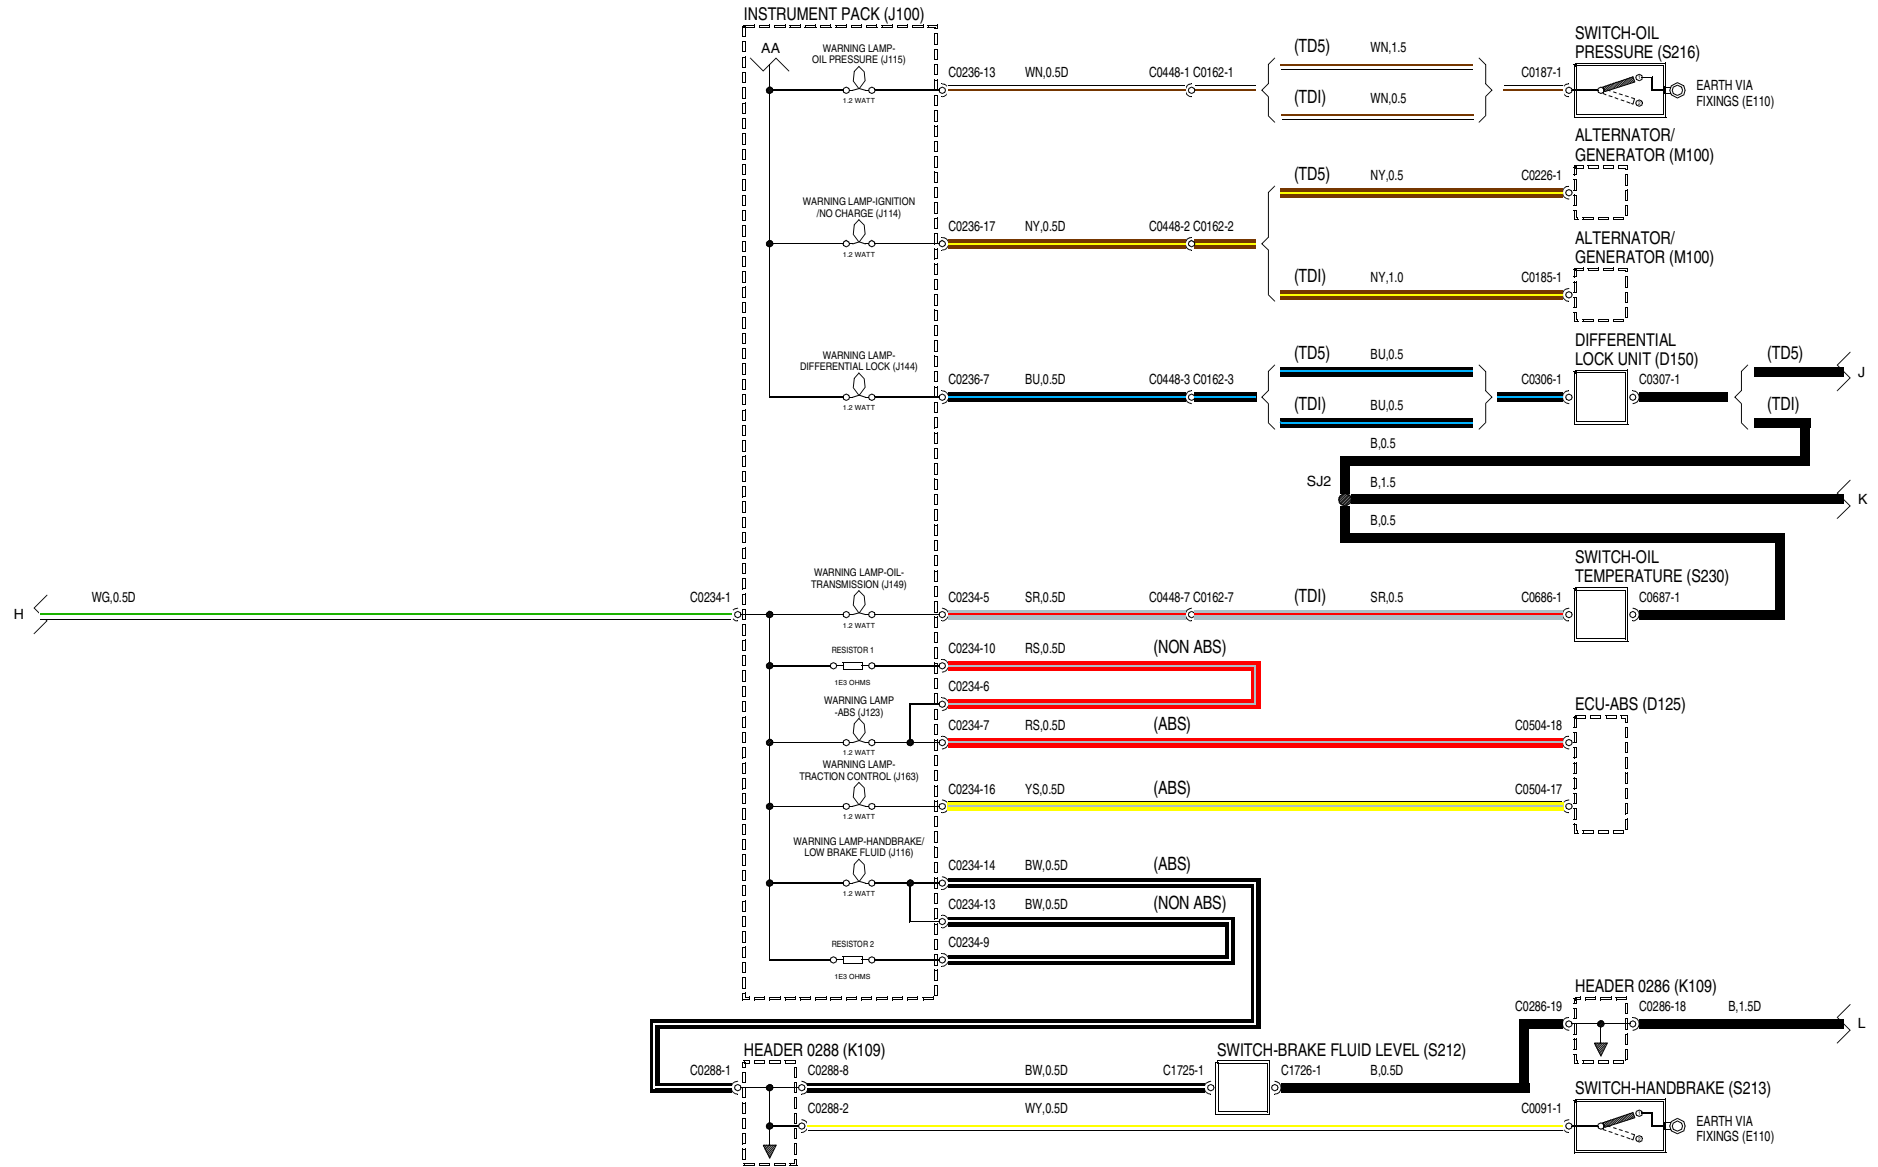 INSTRUMENT PACK (J100)
AA
WARNING LAMP-
OIL PRESSURE (J115)
1.2 WATT
C0236-13 WN,0.5D C0448-1 C0162-1
(TD5) WN,1.5
(TDI) WN,0.5
C0187-1
SWITCH-OIL
PRESSURE (S216)
EARTH VIA
FIXINGS (E110)
ALTERNATOR/
GENERATOR (M100)
(TD5) NY,0.5 C0226-1
WARNING LAMP-IGNITION
/NO CHARGE (J114)
1.2 WATT
C0236-17 NY,0.5D C0448-2 C0162-2
ALTERNATOR/
GENERATOR (M100)
(TDI) NY,1.0 C0185-1
WARNING LAMP-
DIFFERENTIAL LOCK (J144)
1.2 WATT
C0236-7 BU,0.5D C0448-3 C0162-3
(TD5) BU,0.5
(TDI) BU,0.5
C0306-1
DIFFERENTIAL
LOCK UNIT (D150)
C0307-1
(TD5)
J
(TDI)
B,0.5
SJ2
B,1.5
K
B,0.5
H
WG,0.5D C0234-1
WARNING LAMP-OIL-
TRANSMISSION (J149)
1.2 WATT
C0234-5 SR,0.5D C0448-7 C0162-7 (TDI) SR,0.5 C0686-1
SWITCH-OIL
TEMPERATURE (S230)
C0687-1
RESISTOR 1
1E3 OHMS
C0234-10 RS,0.5D (NON ABS)
C0234-6
WARNING LAMP
-ABS (J123)
1.2 WATT
C0234-7 RS,0.5D (ABS) C0504-18
ECU-ABS (D125)
WARNING LAMP-
TRACTION CONTROL (J163)
1.2 WATT
C0234-16 YS,0.5D (ABS) C0504-17
WARNING LAMP-HANDBRAKE/
LOW BRAKE FLUID (J116)
1.2 WATT
C0234-14 BW,0.5D (ABS)
C0234-13 BW,0.5D (NON ABS)
C0234-9
RESISTOR 2
1E3 OHMS
HEADER 0286 (K109)
C0286-19 C0286-18 B,1.5D
L
HEADER 0288 (K109)
C0288-1 C0288-8 BW,0.5D C1725-1
SWITCH-BRAKE FLUID LEVEL (S212)
C1726-1 B,0.5D
C0288-2 WY,0.5D C0091-1
SWITCH-HANDBRAKE (S213)
EARTH VIA
FIXINGS (E110)